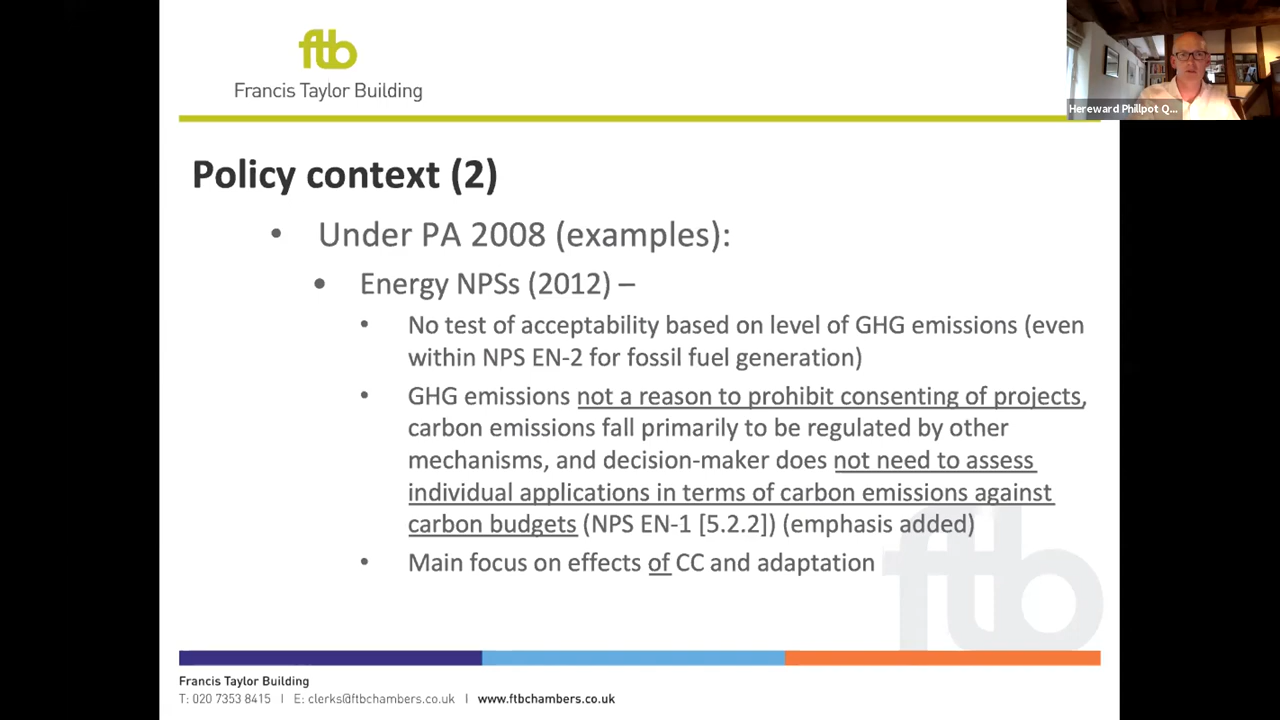 ftb
Francis Taylor Building
Hereward Phillpot Q...
Policy context (2)
• Under PA 2008 (examples):
• Energy NPSs (2012) –
• No test of acceptability based on level of GHG emissions (even
within NPS EN-2 for fossil fuel generation)
• GHG emissions not a reason to prohibit consenting of projects,
carbon emissions fall primarily to be regulated by other
mechanisms, and decision-maker does not need to assess
individual applications in terms of carbon emissions against
carbon budgets (NPS EN-1 [5.2.2]) (emphasis added)
• Main focus on effects of CC and adaptation
ftb
Francis Taylor Building
T: 020 7353 8415 | E: clerks@ftbchambers.co.uk | www.ftbchambers.co.uk